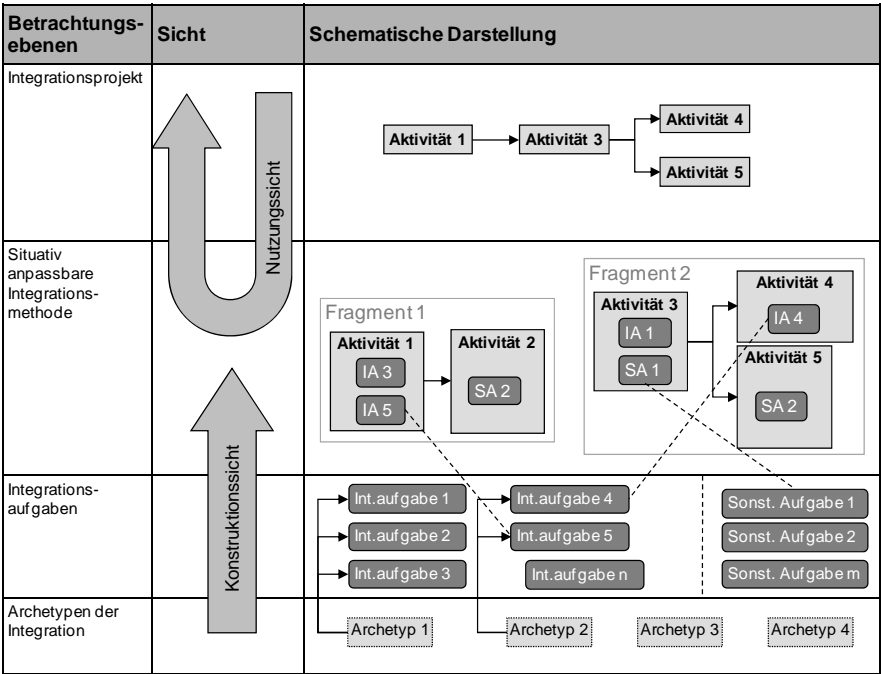 Betrachtungs-
ebenen
Sicht
Schematische Darstellung
Integrationsprojekt
Nutzungssicht
Aktivität 1
Aktivität 3
Aktivität 4
Aktivität 5
Situativ
anpassbare
Integrations-
methode
Fragment 1
Aktivität 1
IA 3
IA 5
Aktivität 2
SA 2
Fragment 2
Aktivität 3
IA 1
SA 1
Aktivität 4
IA 4
Aktivität 5
SA 2
Konstruktionssicht
Integrations-
aufgaben
Int.aufgabe 1
Int.aufgabe 4
Sonst. Aufgabe 1
Int.aufgabe 2
Int.aufgabe 5
Sonst. Aufgabe 2
Int.aufgabe 3
Int.aufgabe n
Sonst. Aufgabe m
Archetypen der
Integration
Archetyp 1
Archetyp 2
Archetyp 3
Archetyp 4